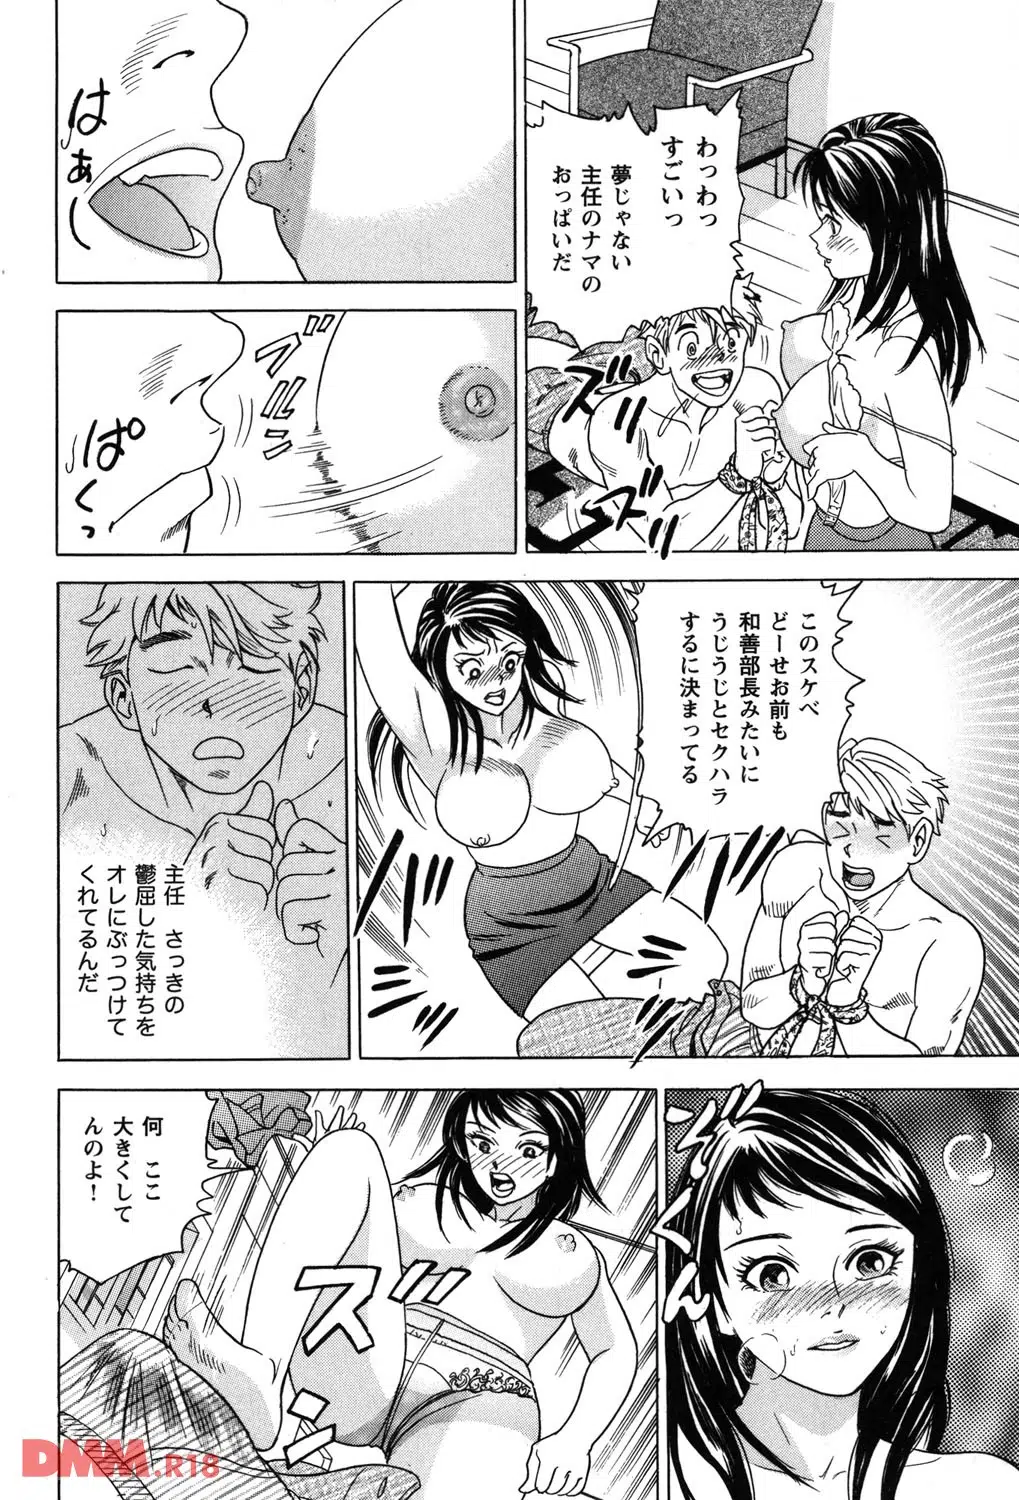 わっわっ
すごいっ
夢じゃない
主任のナマの
おっぱいだ
ズッ
ズッ
はぁー
ブルルン
ぱくっ
このスケベ
どーせお前も
和善部長みたいに
うじうじとセクハラ
するに決まってる
主任　さっきの
鬱屈した気持ちを
オレにぶっつけて
くれてるんだ
ドくん
何　ここ
大きくして
んのよ！
ズン
DMM.R18